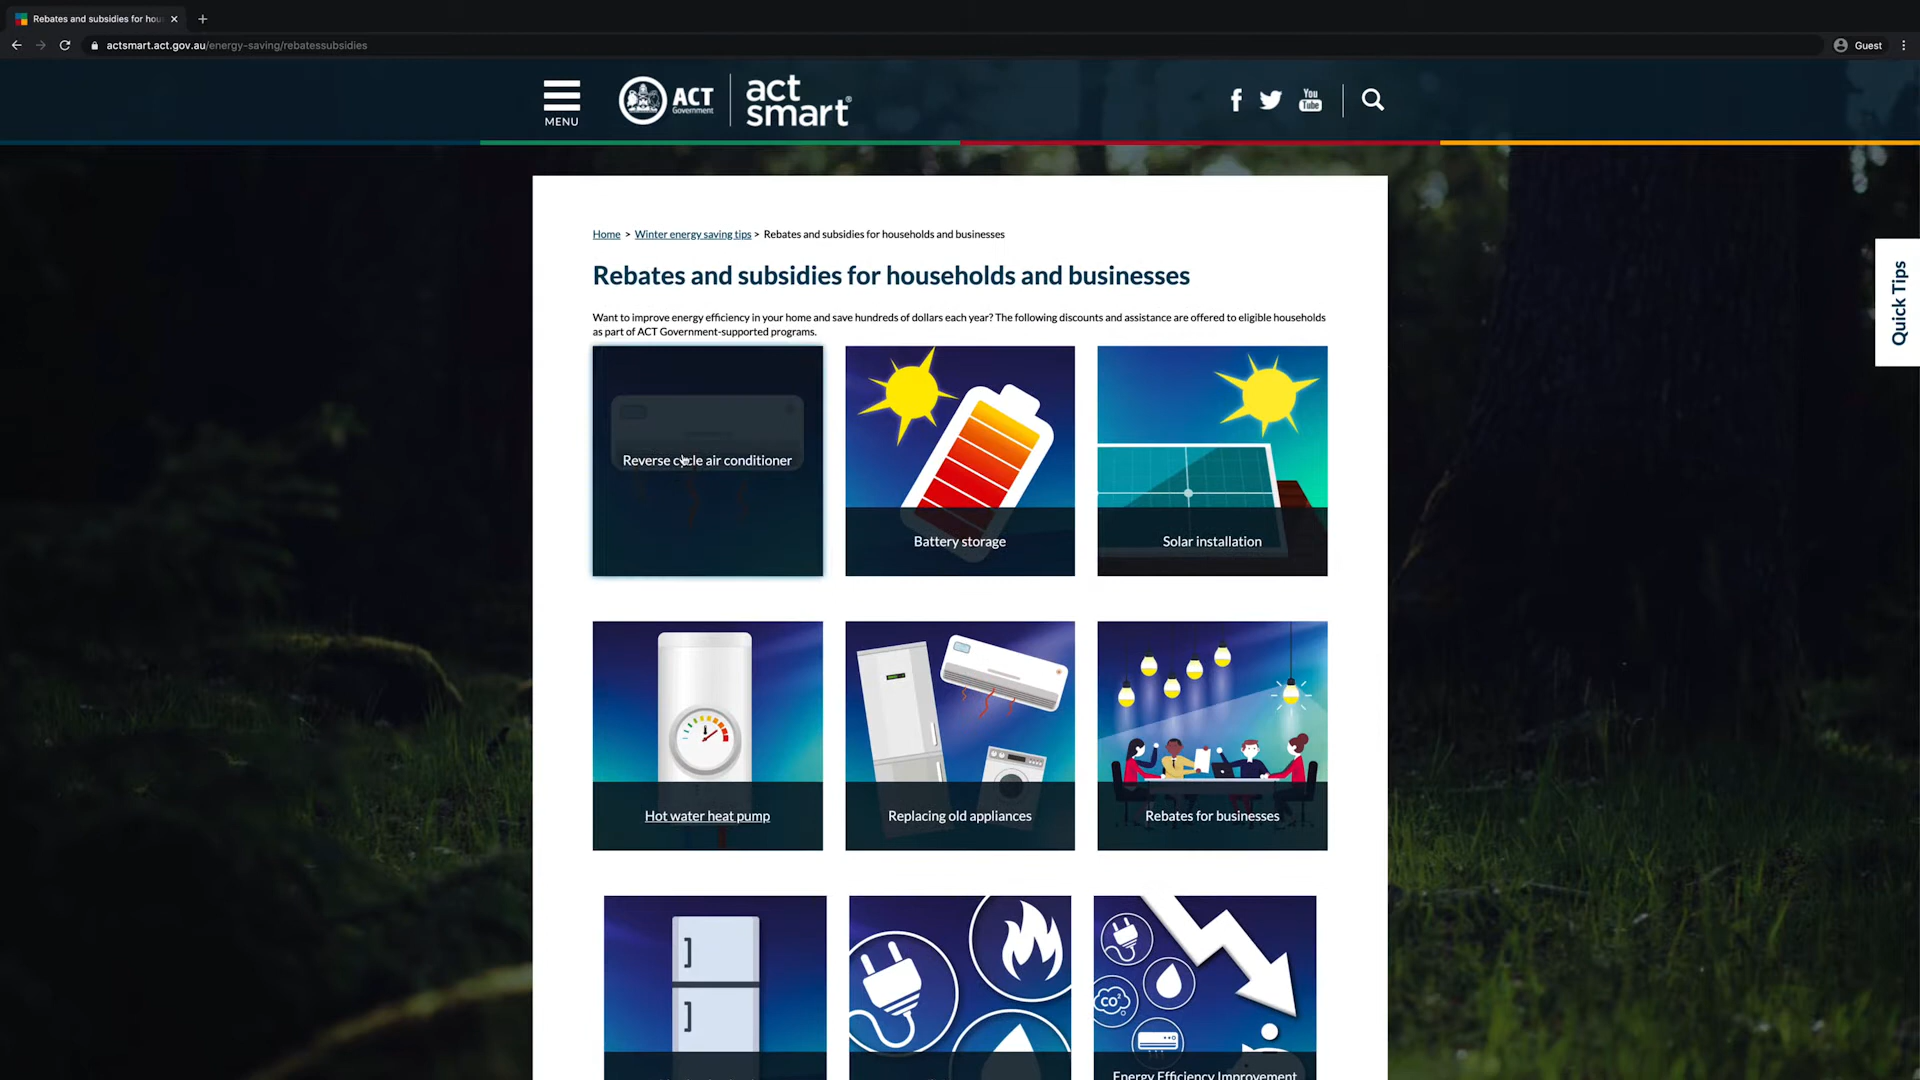 Rebates and subsidies for hou
actsmart.act.gov.au/energy-saving/rebatessubsidies
Guest
MENU
ACT
Government
act
smart®
You
Tube
Home > Winter energy saving tips > Rebates and subsidies for households and businesses
Rebates and subsidies for households and businesses
Want to improve energy efficiency in your home and save hundreds of dollars each year? The following discounts and assistance are offered to eligible households
as part of ACT Government-supported programs.
Quick Tips
Reverse cycle air conditioner
Battery storage
Solar installation
Hot water heat pump
Replacing old appliances
Rebates for businesses
CO²
Energy Efficiency Improvement